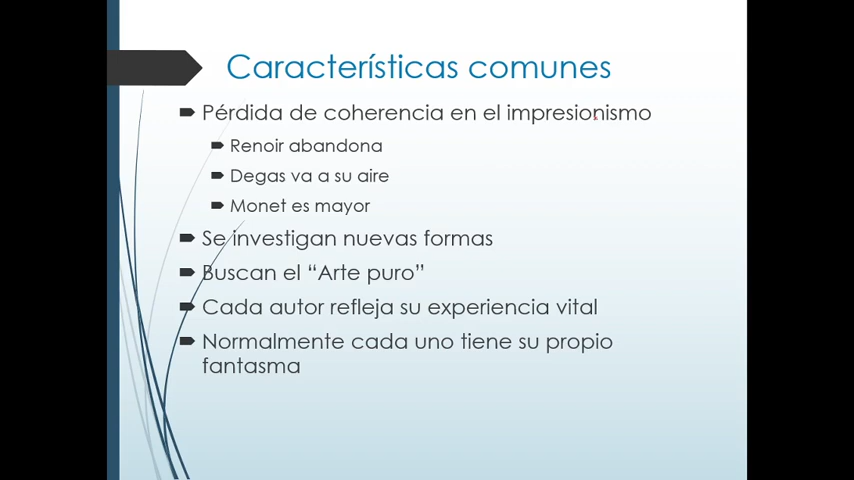 Características comunes
Pérdida de coherencia en el impresionismo
Renoir abandona
Degas va a su aire
Monet es mayor
Se investigan nuevas formas
Buscan el “Arte puro”
Cada autor refleja su experiencia vital
Normalmente cada uno tiene su propio
fantasma